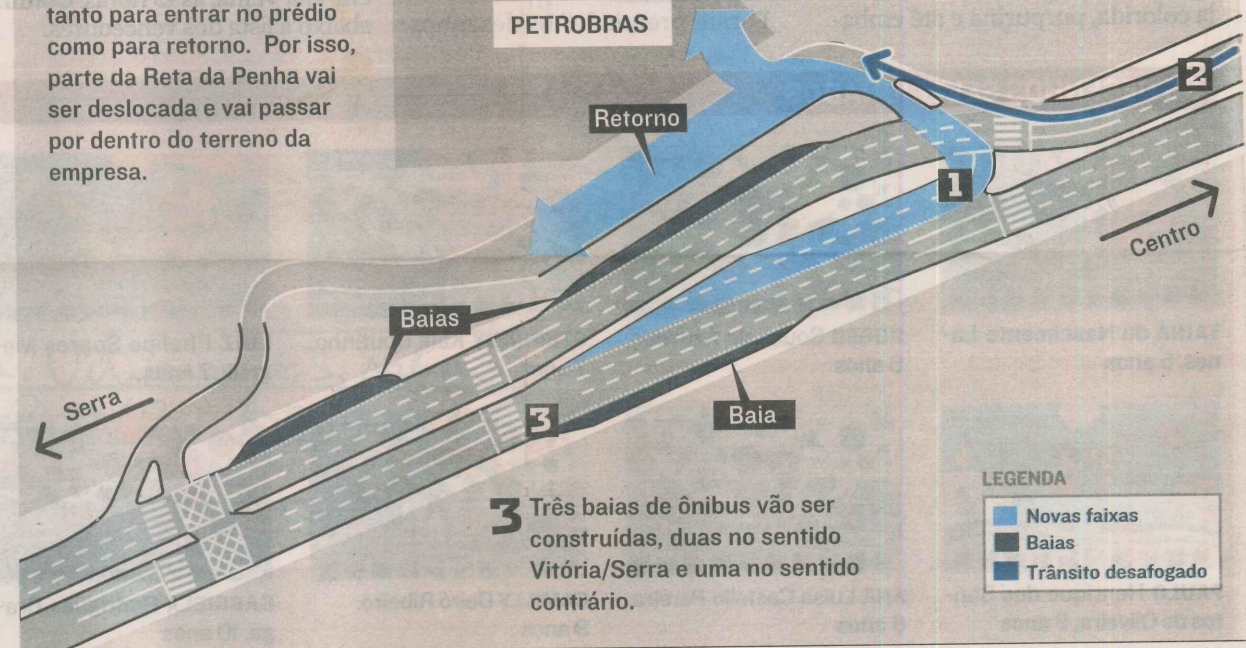 tanto para entrar no prédio
como para retorno. Por isso,
parte da Reta da Penha vai
ser deslocada e vai passar
por dentro do terreno da
empresa.
PETROBRAS
Retorno
2
1
Centro
Baias
Serra
3
Baia
3 Três baias de ônibus vão ser
construídas, duas no sentido
Vitória/Serra e uma no sentido
contrário.
LEGENDA
Novas faixas
Baias
Trânsito desafogado